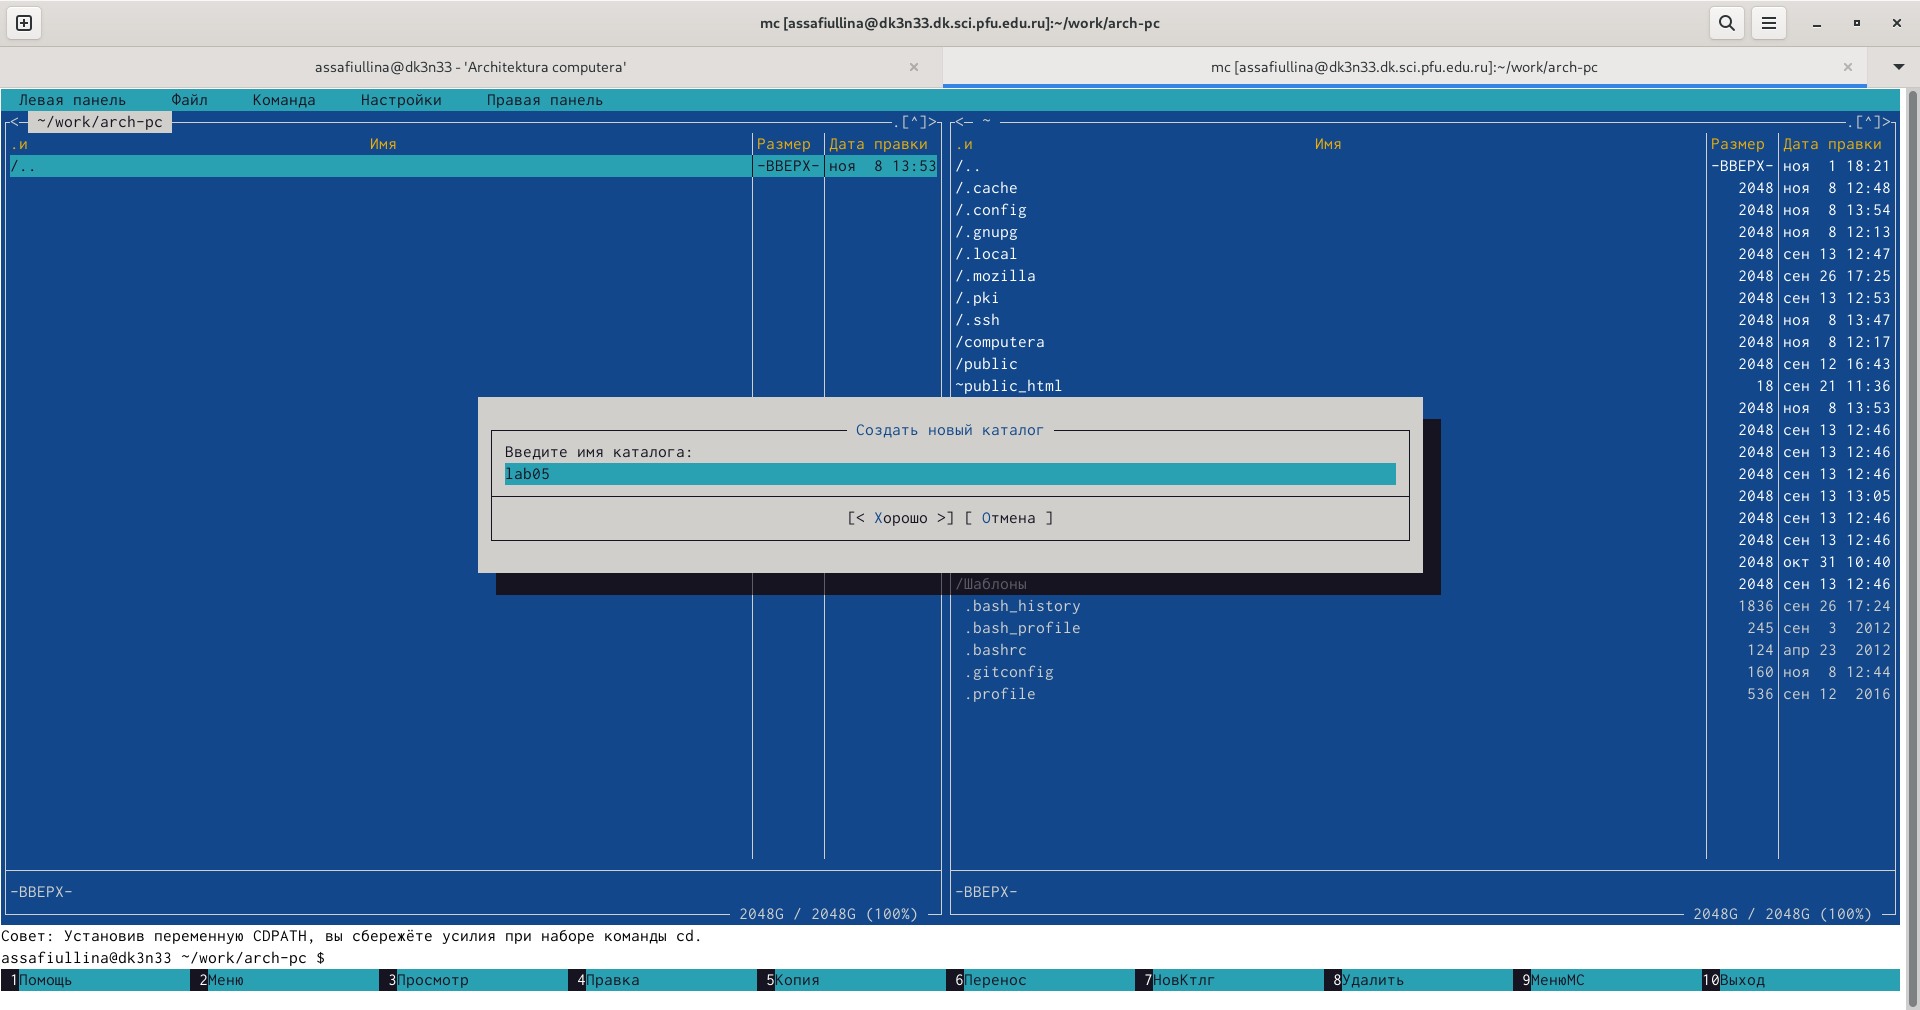 mc [assafiullina@dk3n33.dk.sci.pfu.edu.ru]:~/work/arch-pc
assafiullina@dk3n33 - 'Architektura computera'
mc [assafiullina@dk3n33.dk.sci.pfu.edu.ru]:~/work/arch-pc
Левая панель Файл Команда Настройки Правая панель
<─ ~/work/arch-pc .[^]>
.и Имя Размер Дата правки
/.. -ВВЕРХ- ноя 8 13:53
<─ ~ .[^]>
.и Имя Размер Дата правки
/.. -ВВЕРХ- ноя 1 18:21
/.cache 2048 ноя 8 12:48
/.config 2048 ноя 8 13:54
/.gnupg 2048 ноя 8 12:13
/.local 2048 сен 13 12:47
/.mozilla 2048 сен 26 17:25
/.pki 2048 сен 13 12:53
/.ssh 2048 ноя 8 13:47
/computera 2048 ноя 8 12:17
/public 2048 сен 12 16:43
~public_html 18 сен 21 11:36
2048 ноя 8 13:53
2048 сен 13 12:46
2048 сен 13 12:46
2048 сен 13 12:46
2048 сен 13 13:05
2048 сен 13 12:46
2048 сен 13 12:46
2048 окт 31 10:40
/Шаблоны 2048 сен 13 12:46
.bash_history 1836 сен 26 17:24
.bash_profile 245 сен 3 2012
.bashrc 124 апр 23 2012
.gitconfig 160 ноя 8 12:44
.profile 536 сен 12 2016
Создать новый каталог
Введите имя каталога:
lab05
[< Хорошо >] [ Отмена ]
-ВВЕРХ-
2048G / 2048G (100%)
-ВВЕРХ-
2048G / 2048G (100%)
Совет: Установив переменную CDPATH, вы сбережёте усилия при наборе команды cd.
assafiullina@dk3n33 ~/work/arch-pc $
1Помощь 2Меню 3Просмотр 4Правка 5Копия 6Перенос 7НовКтлг 8Удалить 9МенюMC 10Выход